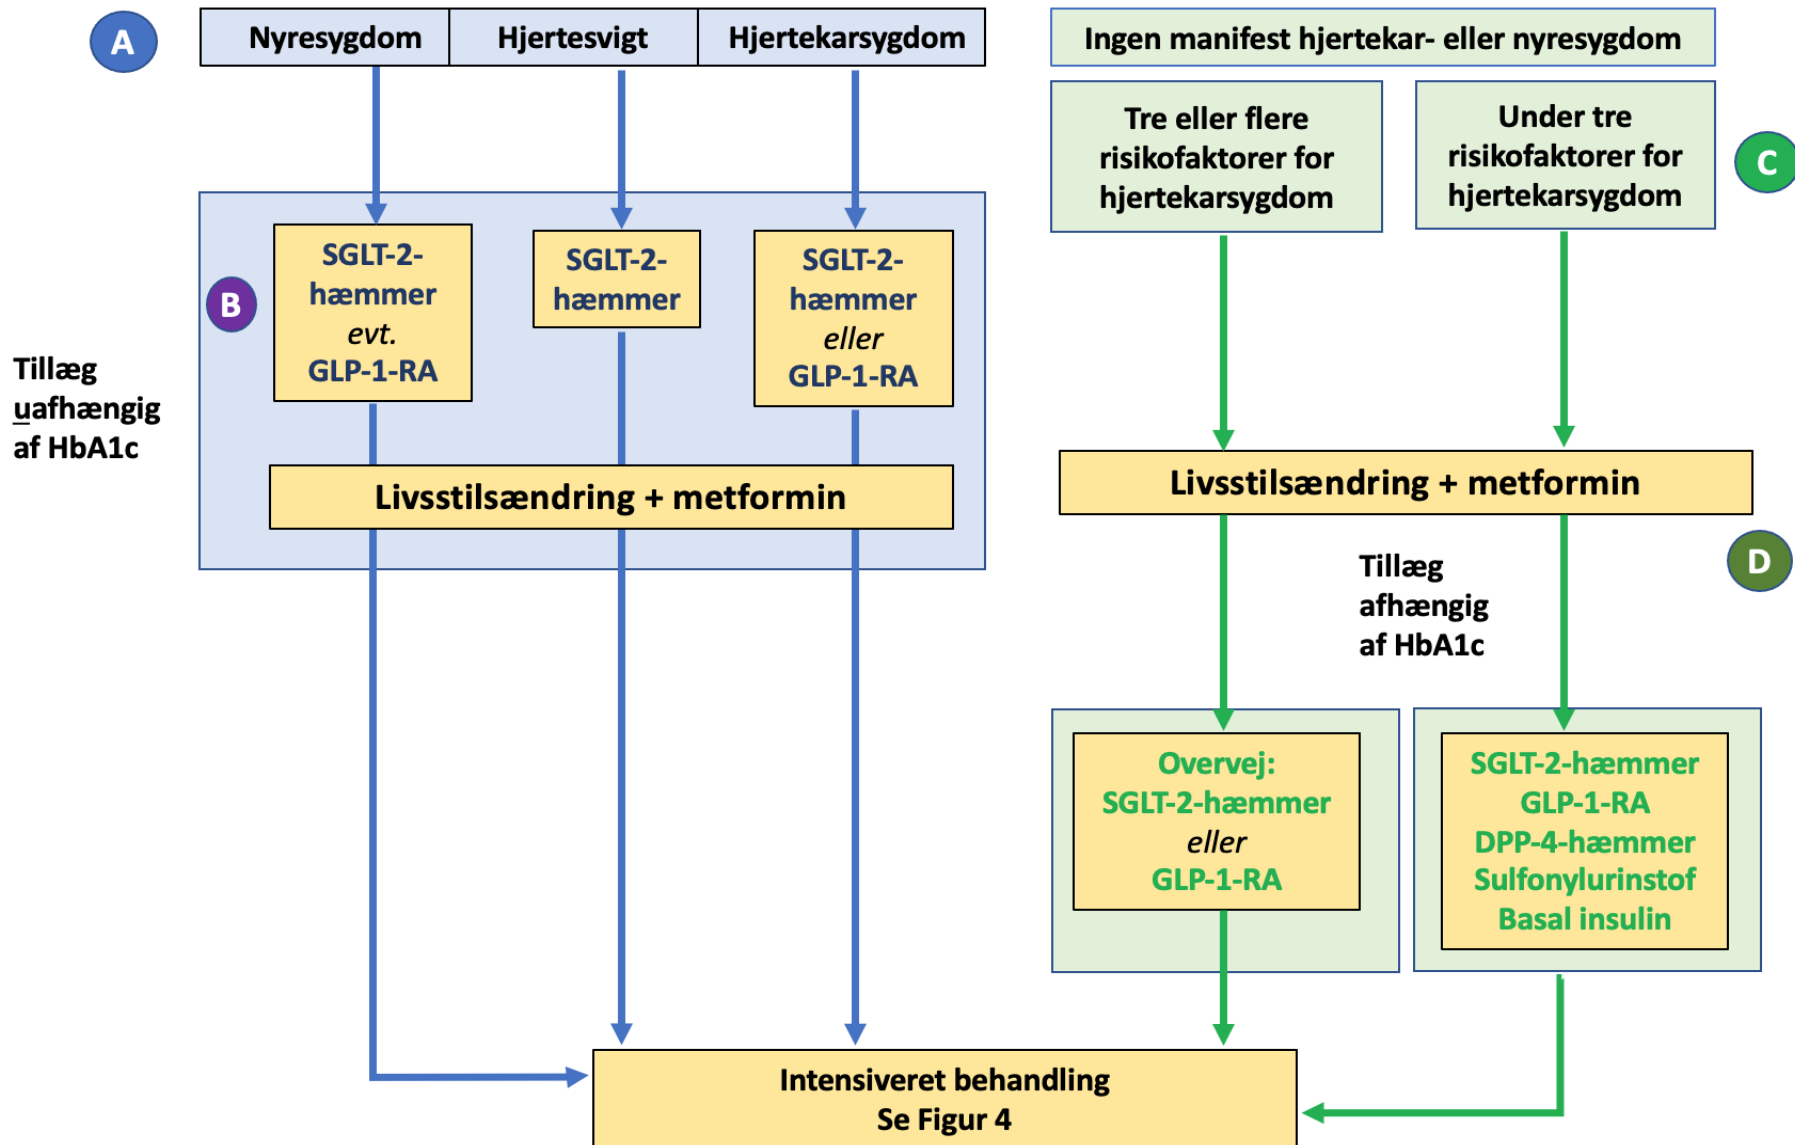 A
Nyresygdom
Hjertesvigt
Hjertekarsygdom
Ingen manifest hjertekar- eller nyresygdom
Tre eller flere
risikofaktorer for
hjertekarsygdom
Under tre
risikofaktorer for
hjertekarsygdom
C
B
SGLT-2-
hæmmer
evt.
GLP-1-RA
SGLT-2-
hæmmer
SGLT-2-
hæmmer
eller
GLP-1-RA
Tillæg
uafhængig
af HbA1c
Livsstilsændring + metformin
Livsstilsændring + metformin
Tillæg
afhængig
af HbA1c
D
Overvej:
SGLT-2-hæmmer
eller
GLP-1-RA
SGLT-2-hæmmer
GLP-1-RA
DPP-4-hæmmer
Sulfonylurinstof
Basal insulin
Intensiveret behandling
Se Figur 4